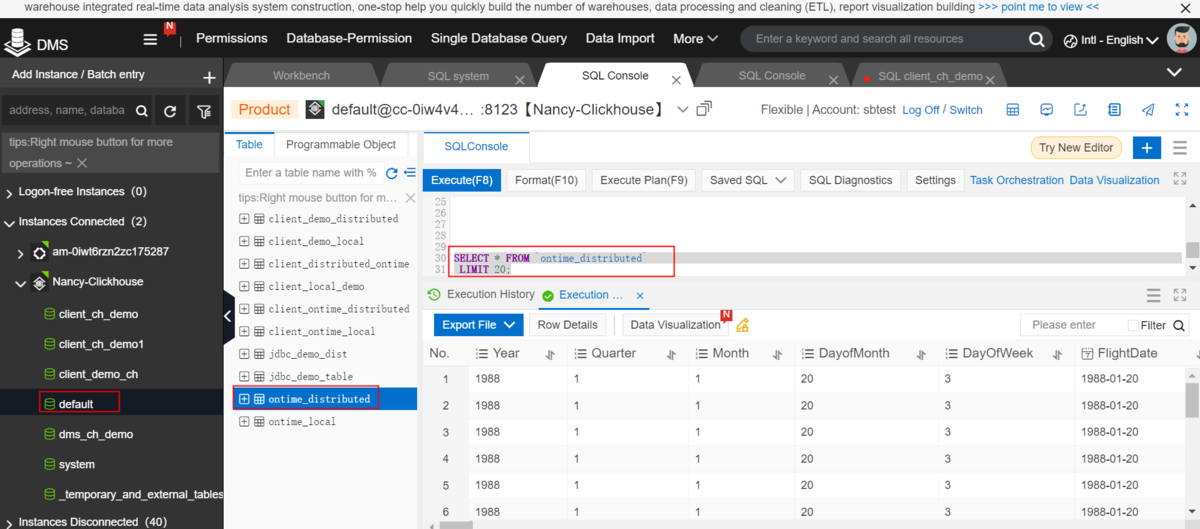 warehouse integrated real-time data analysis system construction, one-stop help you quickly build the number of warehouses, data processing and cleaning (ETL), report visualization building >>> point me to view <<
DMS
N
Permissions
Database-Permission
Single Database Query
Data Import
More
Enter a keyword and search all resources
Intl - English
Add Instance / Batch entry
Workbench
SQL system
SQL Console
SQL Console
SQL client_ch_demo
address, name, databa
Product
default@cc-0iw4v4... :8123【Nancy-Clickhouse】
Flexible | Account: sbtest
Log Off / Switch
tips:Right mouse button for more
operations ~
Logon-free Instances (0)
Instances Connected (2)
am-0iwt6rzn2zc175287
Nancy-Clickhouse
client_ch_demo
client_ch_demo1
client_demo_ch
default
dms_ch_demo
system
_temporary_and_external_tables
Instances Disconnected (40)
Table
Programmable Object
Enter a table name with %
tips:Right mouse button for m...
client_demo_distributed
client_demo_local
client_distributed_ontime
client_local_demo
client_ontime_distributed
client_ontime_local
jdbc_demo_dist
jdbc_demo_table
ontime_distributed
ontime_local
SQLConsole
Try New Editor
Execute(F8)
Format(F10)
Execute Plan(F9)
Saved SQL
SQL Diagnostics
Settings
Task Orchestration
Data Visualization
25
26
27
28
29
30 SELECT * FROM `ontime_distributed`
31 LIMIT 20;
Execution History
Execution ...
Export File
Row Details
Data Visualization
N
Please enter
Filter
No. Year Quarter Month DayofMonth DayOfWeek FlightDate
1 1988 1 1 20 3 1988-01-20
2 1988 1 1 20 3 1988-01-20
3 1988 1 1 20 3 1988-01-20
4 1988 1 1 20 3 1988-01-20
5 1988 1 1 20 3 1988-01-20
6 1988 1 1 20 3 1988-01-20